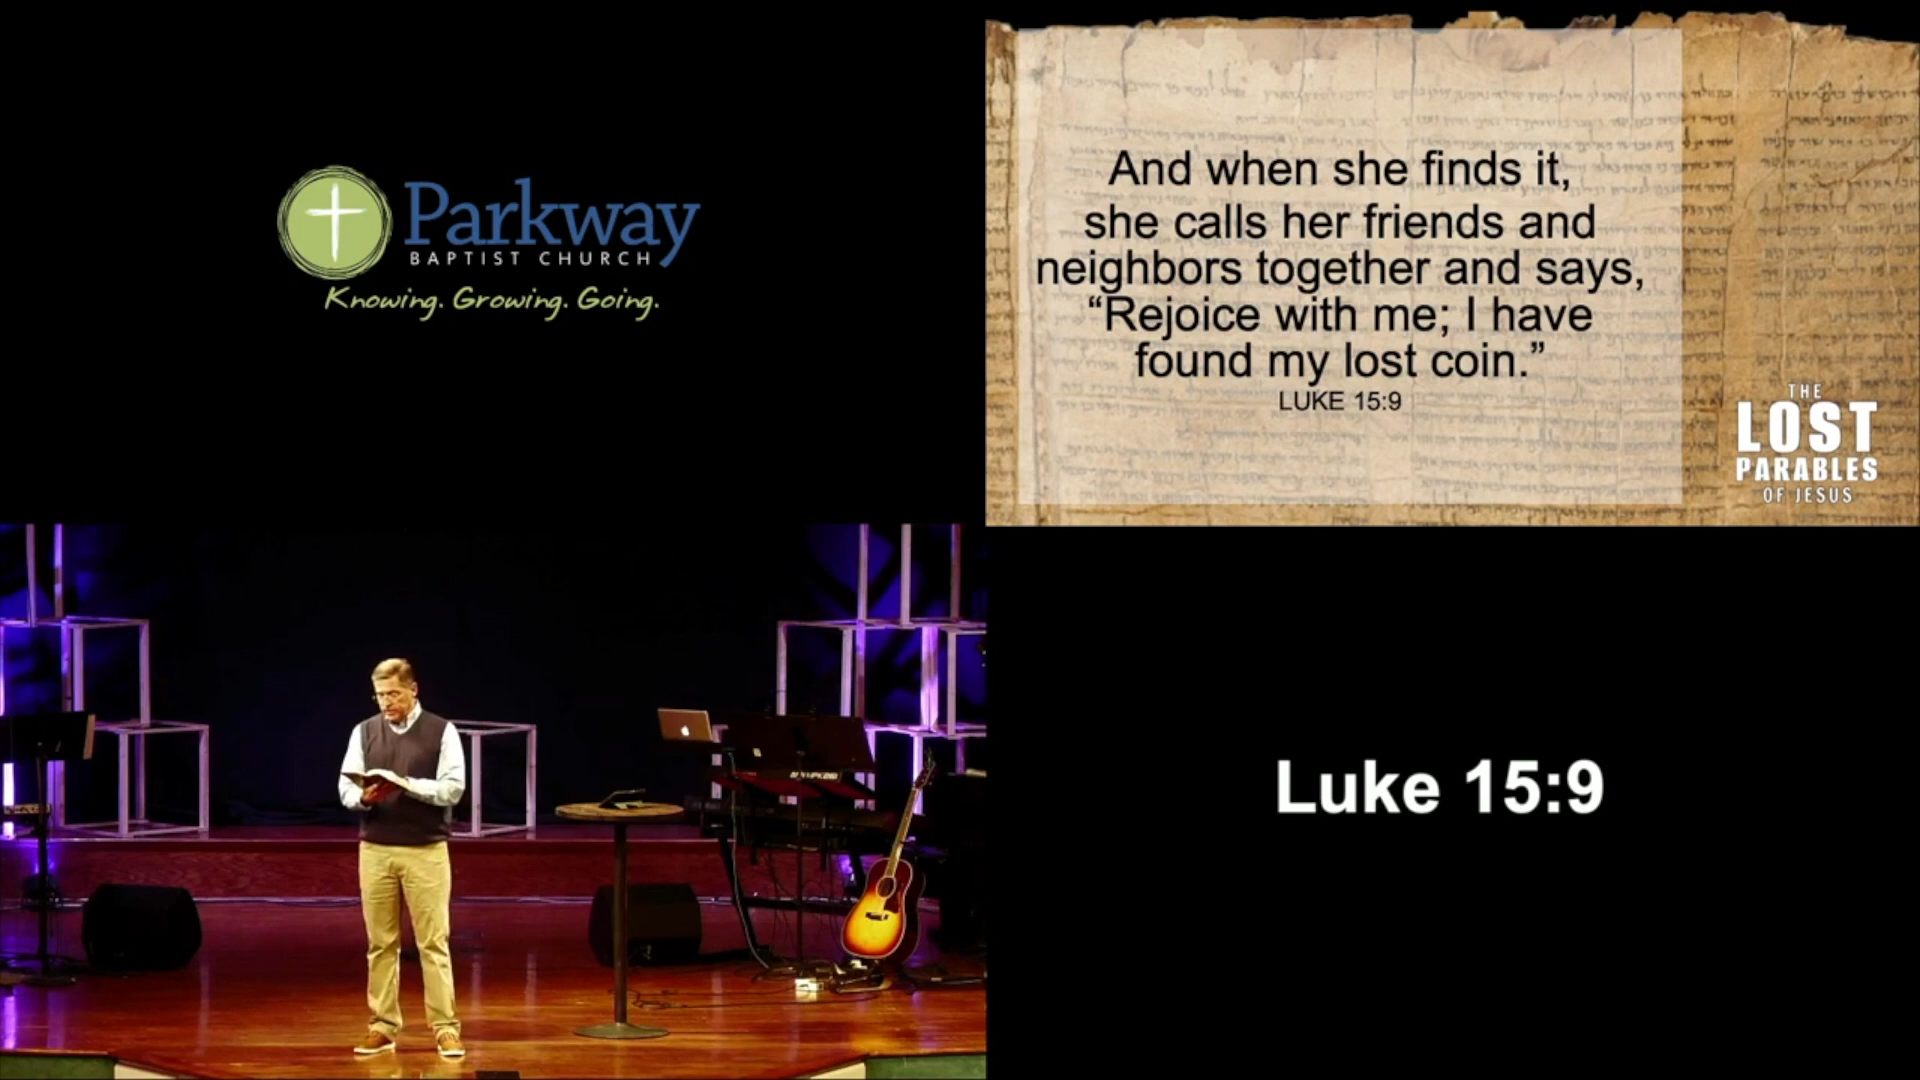 Parkway
BAPTIST CHURCH
Knowing. Growing. Going.
And when she finds it,
she calls her friends and
neighbors together and says,
“Rejoice with me; I have
found my lost coin.”
LUKE 15:9
THE
LOST
PARABLES
OF JESUS
Luke 15:9